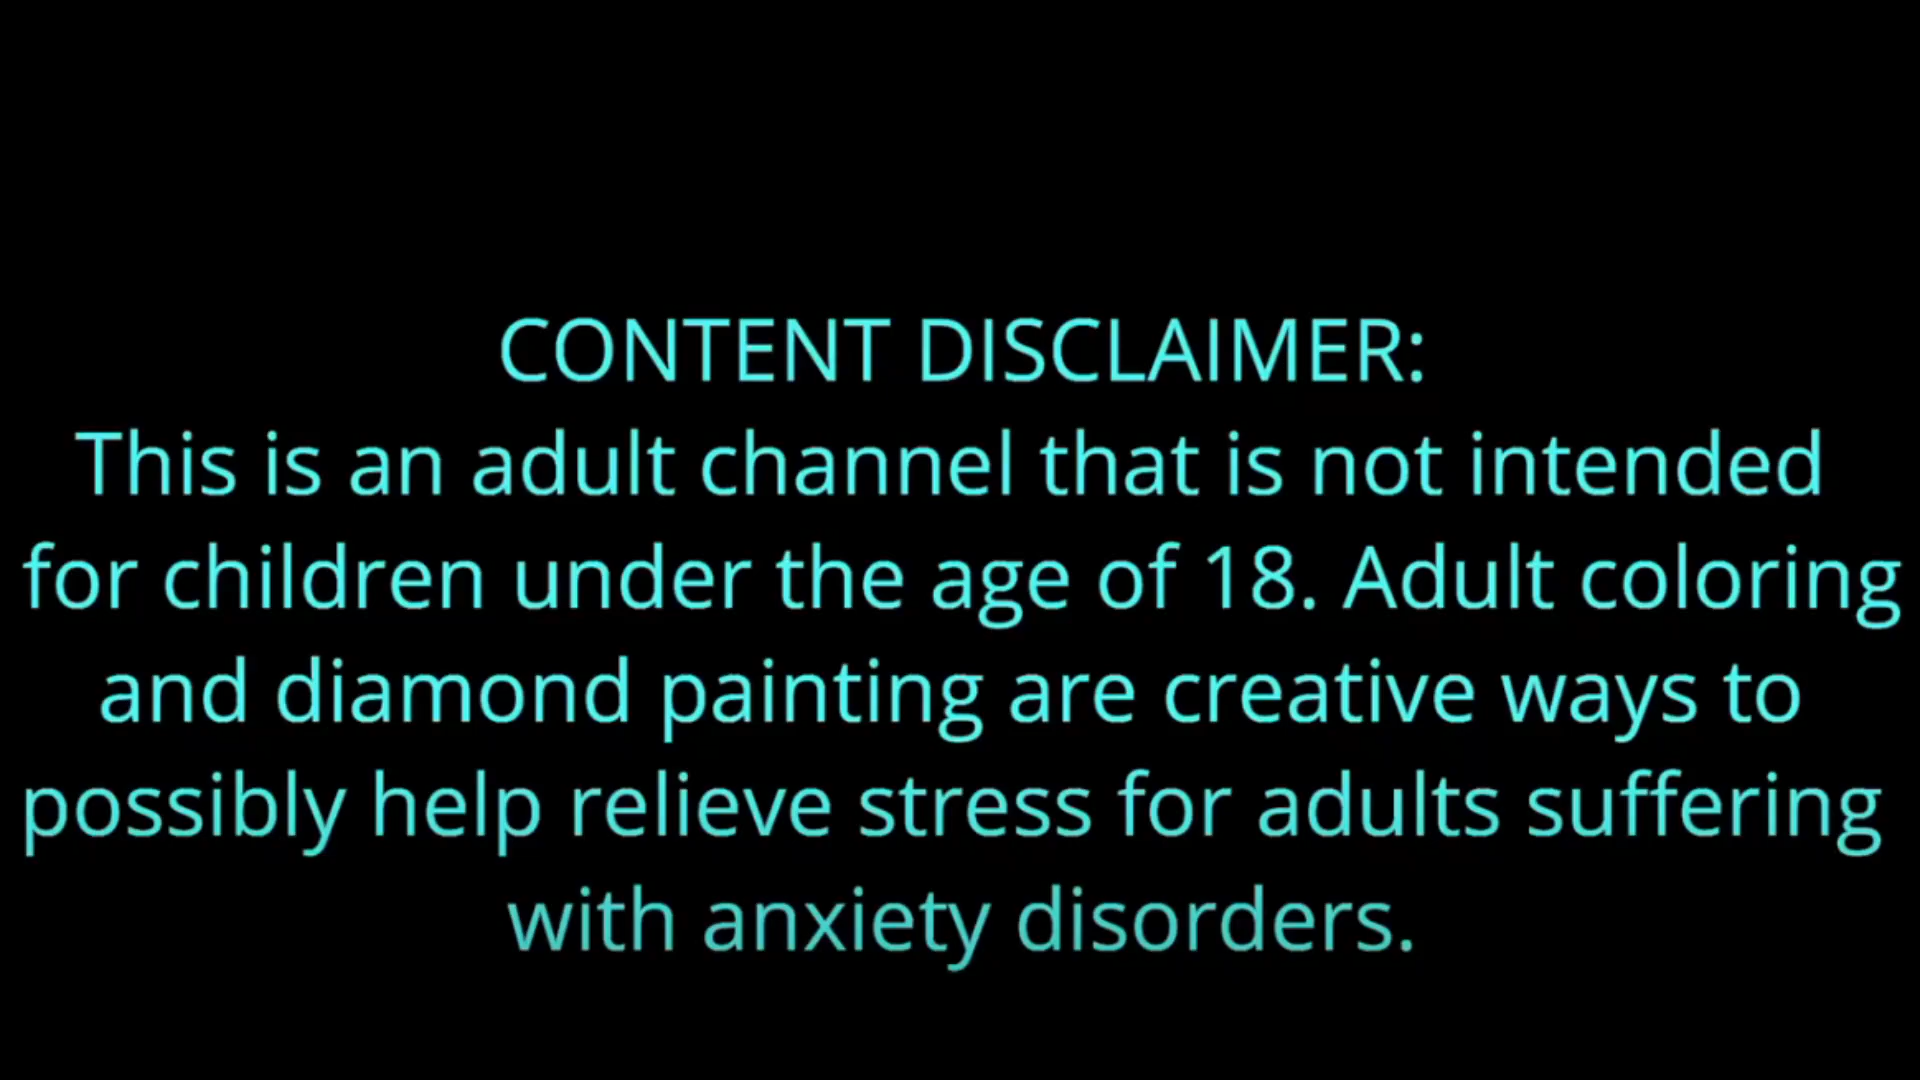 CONTENT DISCLAIMER:
This is an adult channel that is not intended
for children under the age of 18. Adult coloring
and diamond painting are creative ways to
possibly help relieve stress for adults suffering
with anxiety disorders.